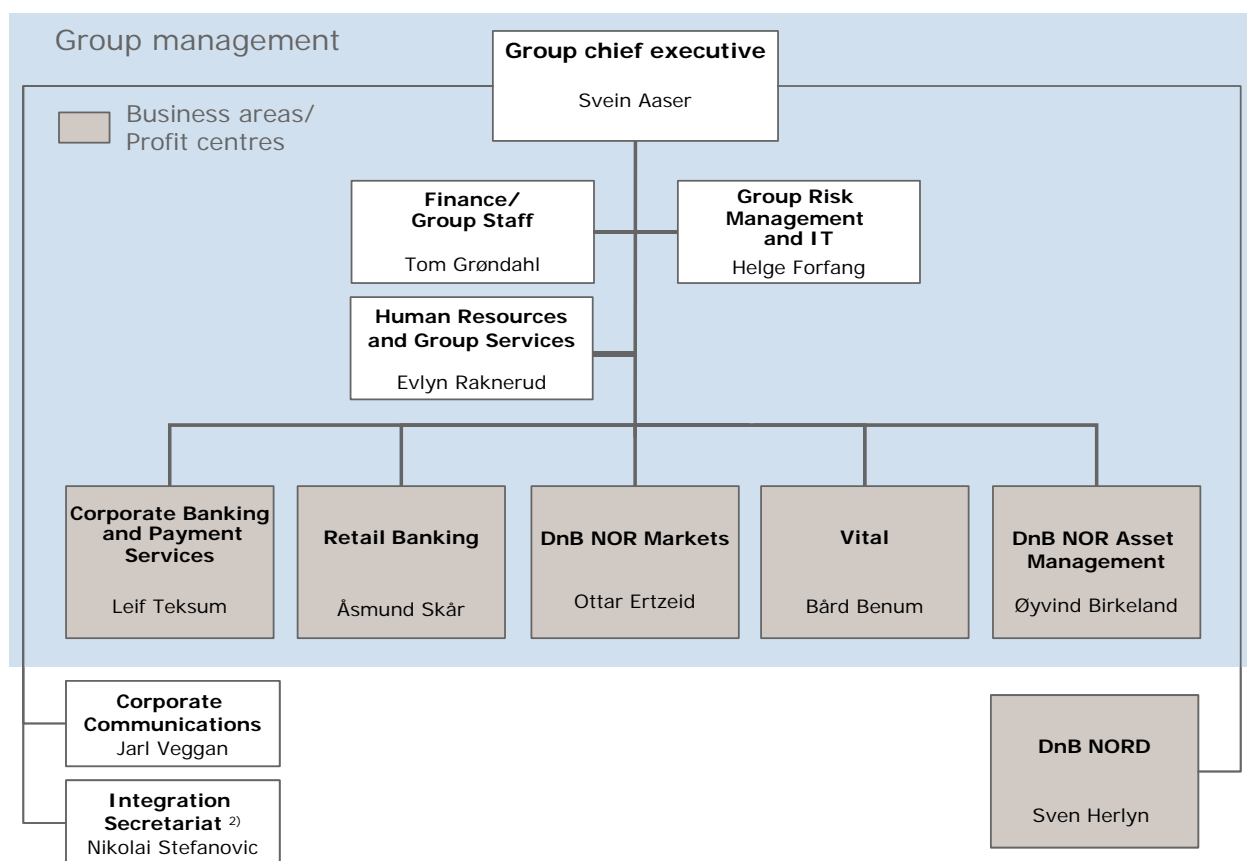 Group management
Group chief executive
Svein Aaser
Business areas/
Profit centres
Finance/
Group Staff
Tom Grøndahl
Group Risk
Management
and IT
Helge Forfang
Human Resources
and Group Services
Evlyn Raknerud
Corporate Banking
and Payment
Services
Leif Teksum
Retail Banking
Åsmund Skår
DnB NOR Markets
Ottar Ertzeid
Vital
Bård Benum
DnB NOR Asset
Management
Øyvind Birkeland
Corporate
Communications
Jarl Veggan
Integration
Secretariat 2)
Nikolai Stefanovic
DnB NORD
Sven Herlyn